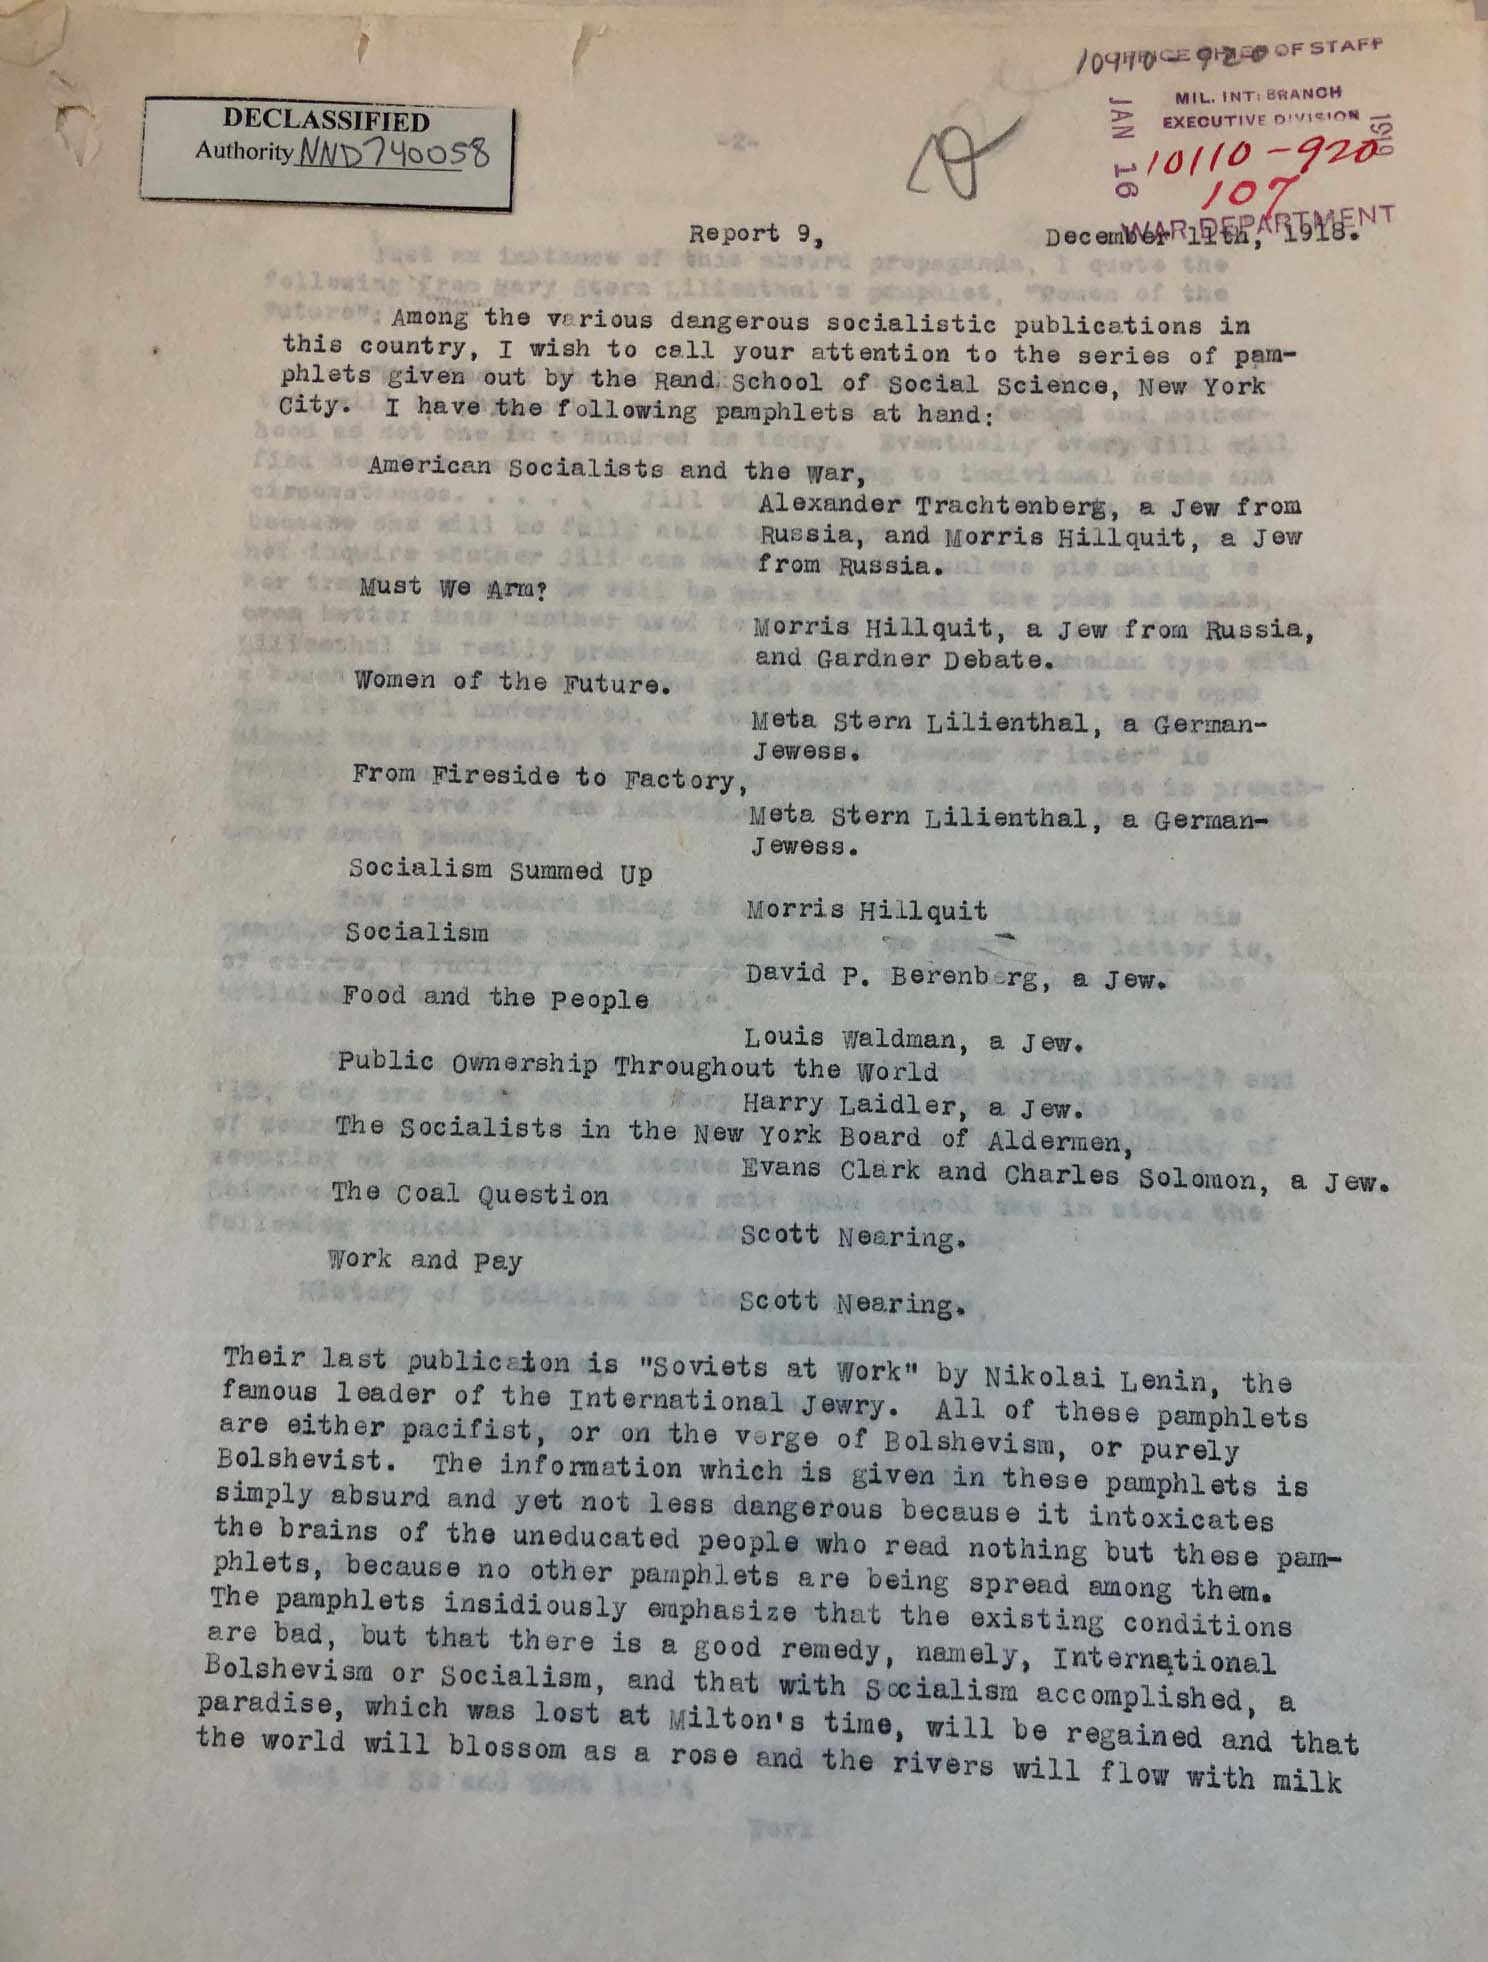 DECLASSIFIED
Authority NND740058
10110-920
OFFICE CHIEF OF STAFF
MIL. INT. BRANCH
EXECUTIVE DIVISION
JAN 16 1919
10110-920
107
WAR DEPARTMENT
Report 9,
December 11th, 1918.
Among the various dangerous socialistic publications in
this country, I wish to call your attention to the series of pam-
phlets given out by the Rand School of Social Science, New York
City. I have the following pamphlets at hand:
American Socialists and the War,
Alexander Trachtenberg, a Jew from
Russia, and Morris Hillquit, a Jew
from Russia.
Must We Arm?
Morris Hillquit, a Jew from Russia,
and Gardner Debate.
Women of the Future.
Meta Stern Lilienthal, a German-
Jewess.
From Fireside to Factory,
Meta Stern Lilienthal, a German-
Jewess.
Socialism Summed Up
Morris Hillquit
Socialism
David P. Berenberg, a Jew.
Food and the People
Louis Waldman, a Jew.
Public Ownership Throughout the World
Harry Laidler, a Jew.
The Socialists in the New York Board of Aldermen,
Evans Clark and Charles Solomon, a Jew.
The Coal Question
Scott Nearing.
Work and Pay
Scott Nearing.
Their last publicaton is "Soviets at Work" by Nikolai Lenin, the
famous leader of the International Jewry. All of these pamphlets
are either pacifist, or on the verge of Bolshevism, or purely
Bolshevist. The information which is given in these pamphlets is
simply absurd and yet not less dangerous because it intoxicates
the brains of the uneducated people who read nothing but these pam-
phlets, because no other pamphlets are being spread among them.
The pamphlets insidiously emphasize that the existing conditions
are bad, but that there is a good remedy, namely, International
Bolshevism or Socialism, and that with Socialism accomplished, a
paradise, which was lost at Milton's time, will be regained and that
the world will blossom as a rose and the rivers will flow with milk